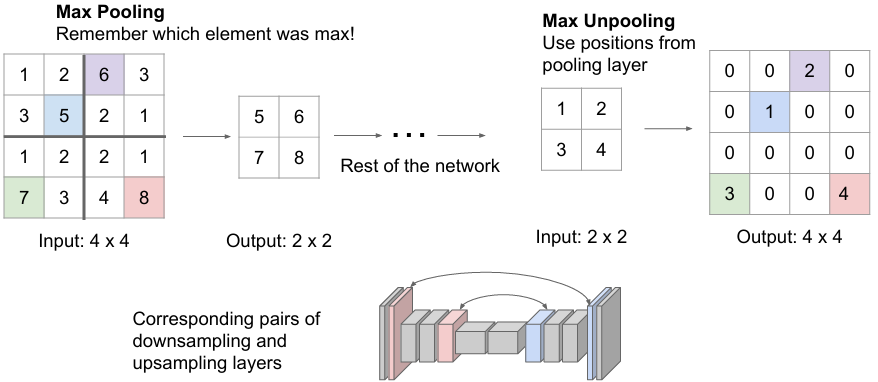 Max Pooling
Remember which element was max!
1 2 6 3
3 5 2 1
1 2 2 1
7 3 4 8
Input: 4 x 4
5 6
7 8
Output: 2 x 2
...
Rest of the network
Max Unpooling
Use positions from
pooling layer
1 2
3 4
Input: 2 x 2
0 0 2 0
0 1 0 0
0 0 0 0
3 0 0 4
Output: 4 x 4
Corresponding pairs of
downsampling and
upsampling layers